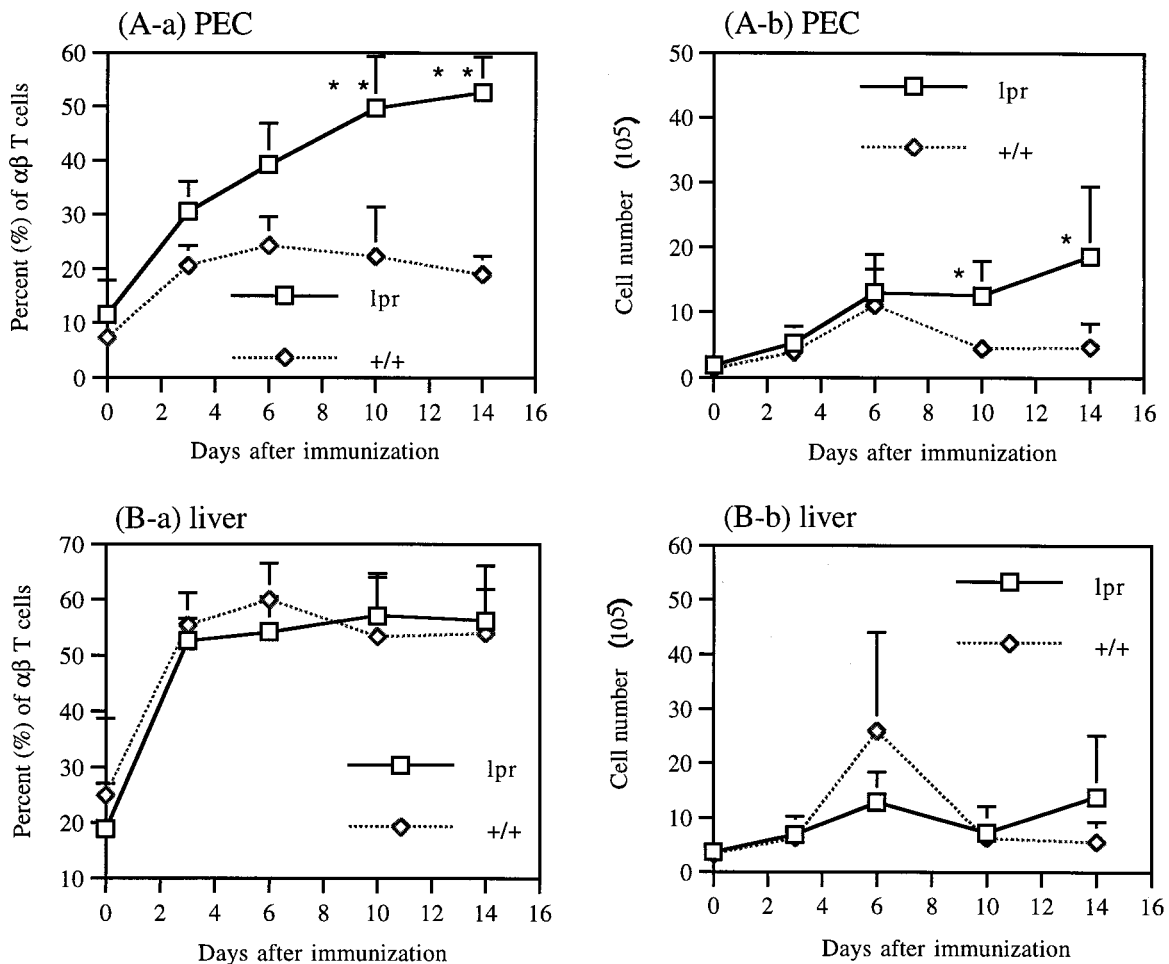 (A-a) PEC
60
50
40
30
20
10
0
Percent (%) of αβ T cells
* *
* *
lpr
+/+
0 2 4 6 8 10 12 14 16
Days after immunization
(A-b) PEC
50
40
30
20
10
0
Cell number (105)
lpr
+/+
*
*
0 2 4 6 8 10 12 14 16
Days after immunization
(B-a) liver
70
60
50
40
30
20
10
Percent (%) of αβ T cells
lpr
+/+
0 2 4 6 8 10 12 14 16
Days after immunization
(B-b) liver
60
50
40
30
20
10
0
Cell number (105)
lpr
+/+
0 2 4 6 8 10 12 14 16
Days after immunization